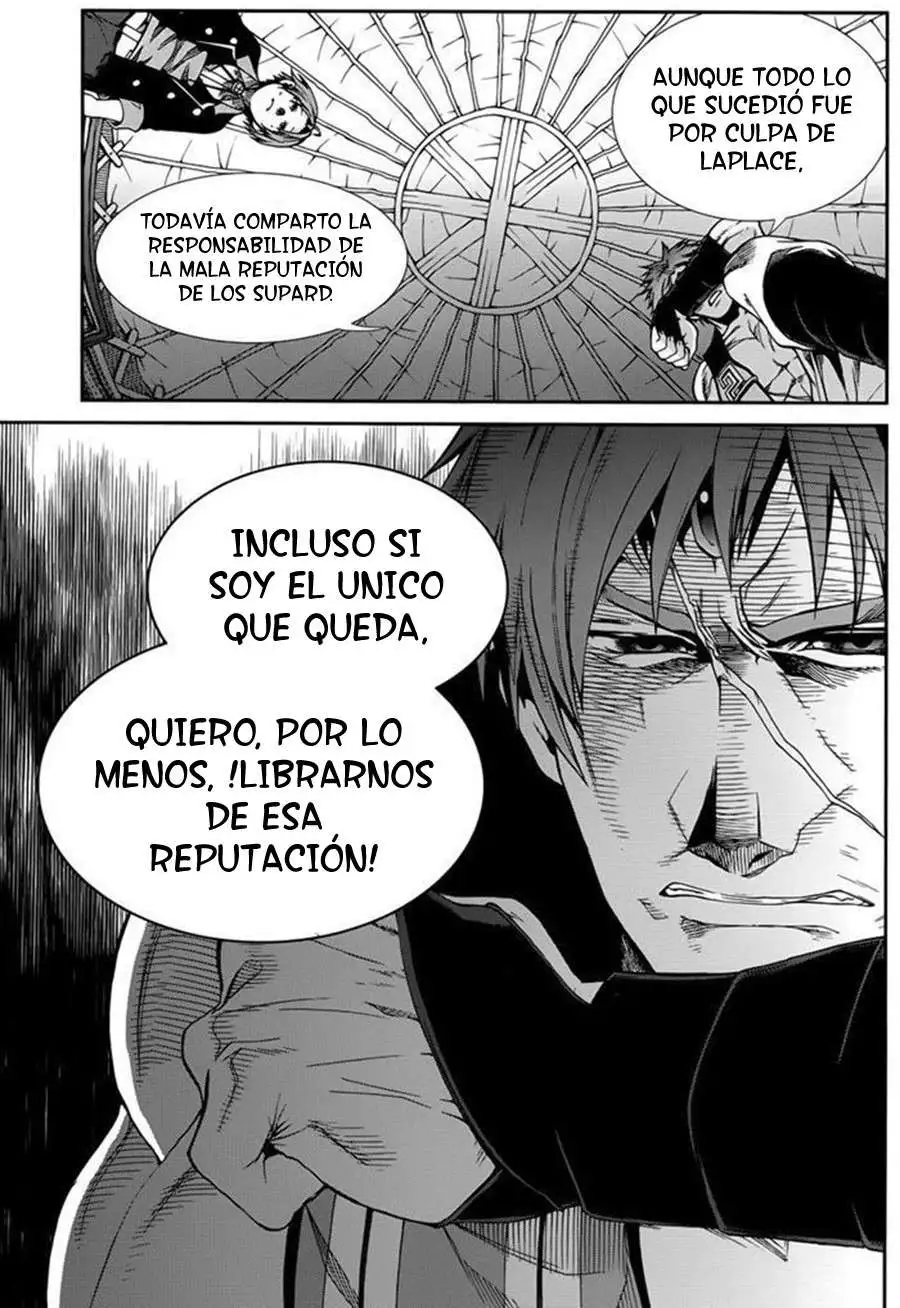 AUNQUE TODO LO
QUE SUCEDIÓ FUE
POR CULPA DE
LAPLACE,
TODAVÍA COMPARTO LA
RESPONSABILIDAD DE
LA MALA REPUTACIÓN
DE LOS SUPARD.
INCLUSO SI
SOY EL UNICO
QUE QUEDA,
QUIERO, POR LO
MENOS, !LIBRARNOS
DE ESA
REPUTACIÓN!